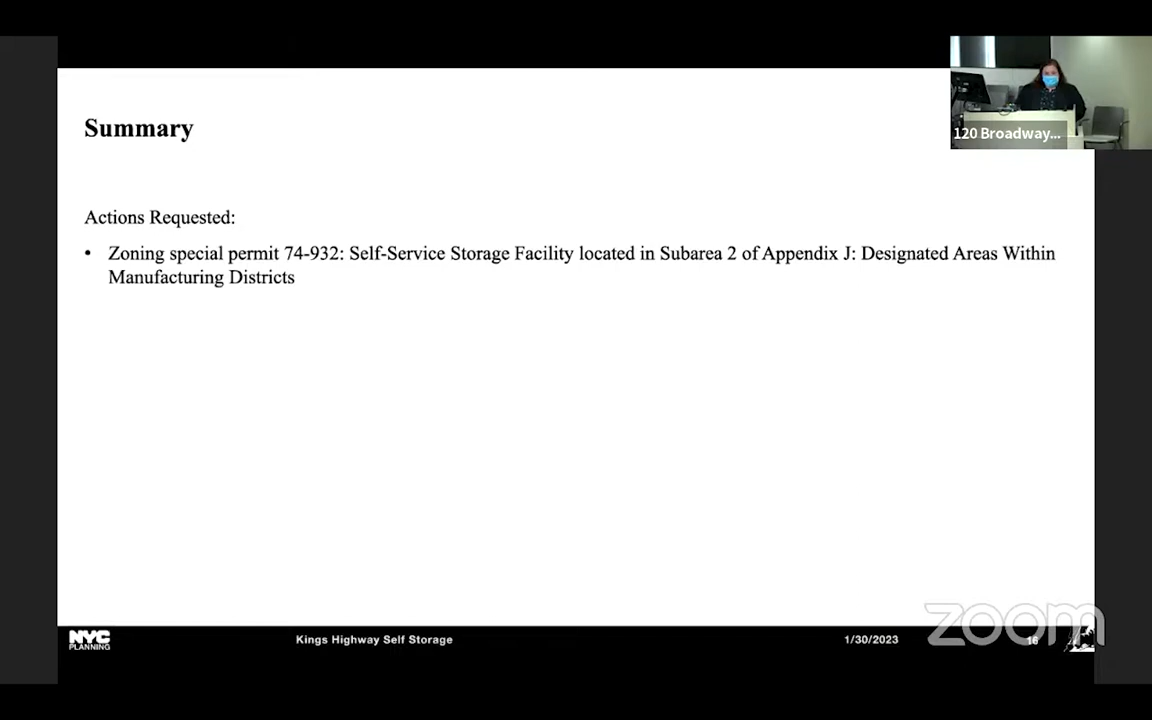 120 Broadway...
Summary
Actions Requested:
• Zoning special permit 74-932: Self-Service Storage Facility located in Subarea 2 of Appendix J: Designated Areas Within
Manufacturing Districts
NYC
PLANNING
Kings Highway Self Storage
1/30/2023
16
zoom